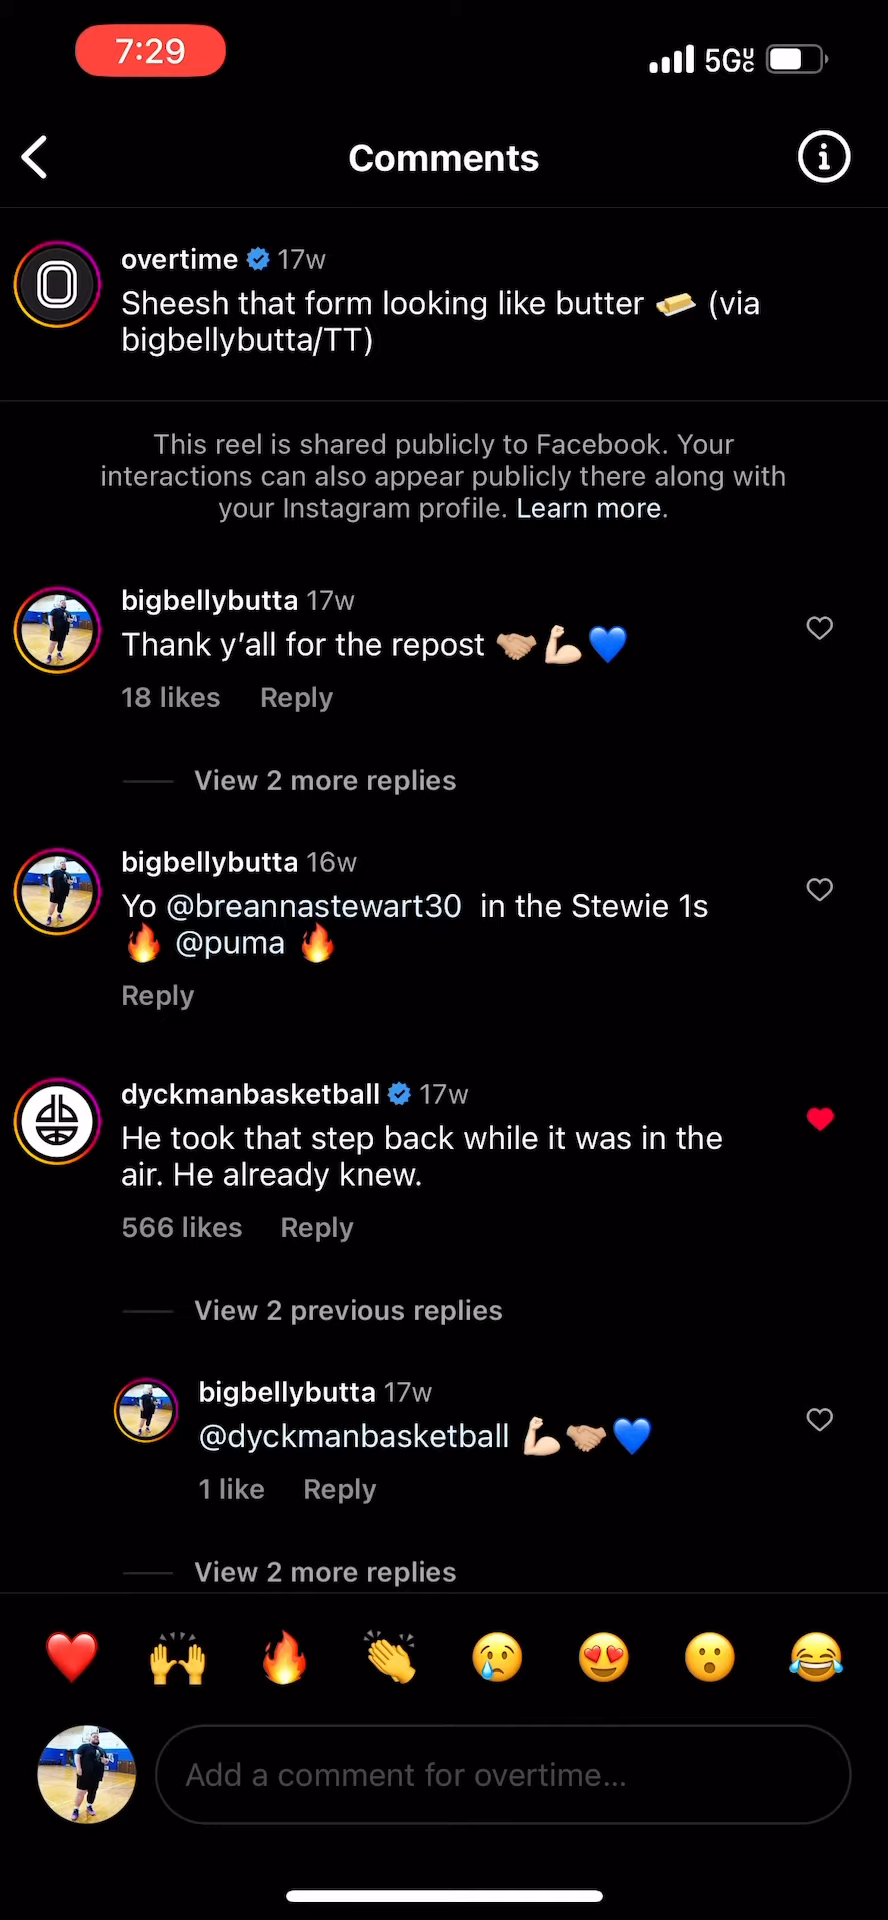 7:29
5G UC
Comments
overtime 17w
Sheesh that form looking like butter 🧈 (via
bigbellybutta/TT)
This reel is shared publicly to Facebook. Your
interactions can also appear publicly there along with
your Instagram profile. Learn more.
bigbellybutta 17w
Thank y’all for the repost 🤝🏼💪🏻💙
18 likes Reply
View 2 more replies
bigbellybutta 16w
Yo @breannastewart30 in the Stewie 1s
🔥 @puma 🔥
Reply
dyckmanbasketball 17w
He took that step back while it was in the
air. He already knew.
566 likes Reply
View 2 previous replies
bigbellybutta 17w
@dyckmanbasketball 💪🏻🤝🏼💙
1 like Reply
View 2 more replies
❤️ 🙌 🔥 👏 😢 😍 😮 😂
Add a comment for overtime...